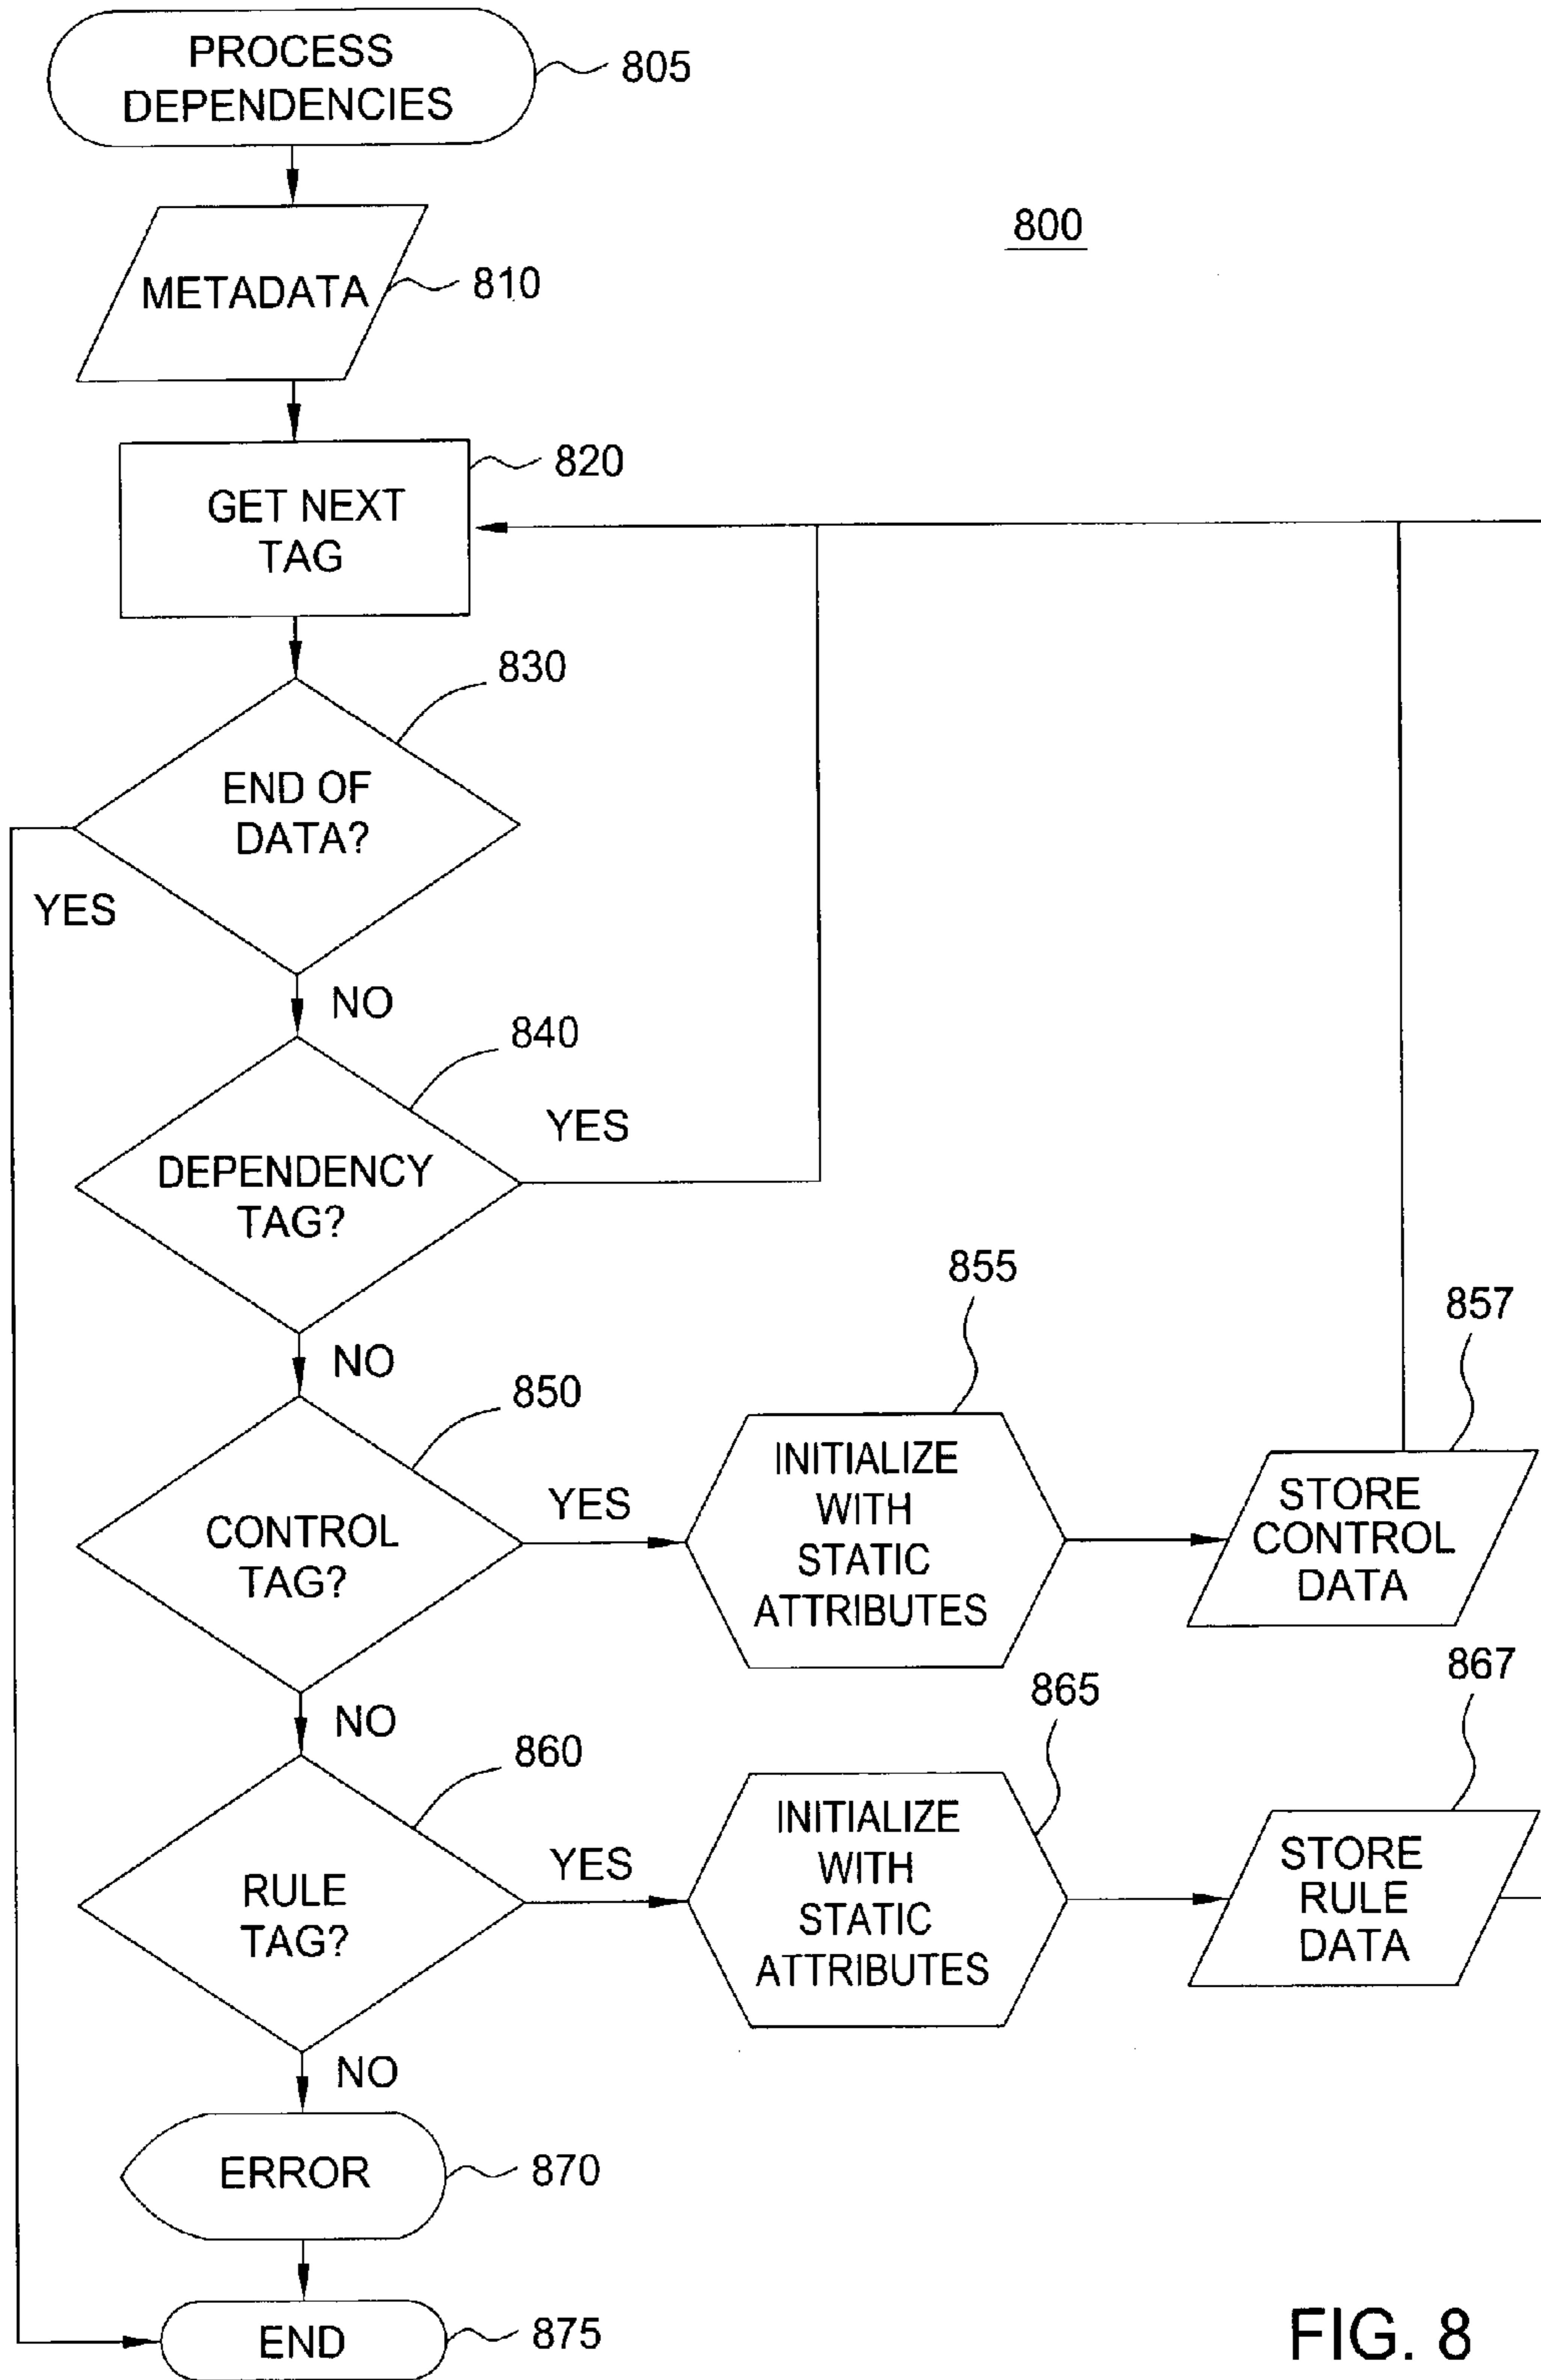 PROCESS
DEPENDENCIES
805
800
METADATA
810
820
GET NEXT
TAG
830
END OF
DATA?
YES
NO
840
DEPENDENCY
TAG?
YES
NO
850
CONTROL
TAG?
YES
855
INITIALIZE
WITH
STATIC
ATTRIBUTES
857
STORE
CONTROL
DATA
NO
860
RULE
TAG?
YES
865
INITIALIZE
WITH
STATIC
ATTRIBUTES
867
STORE
RULE
DATA
NO
ERROR
870
END
875
FIG. 8